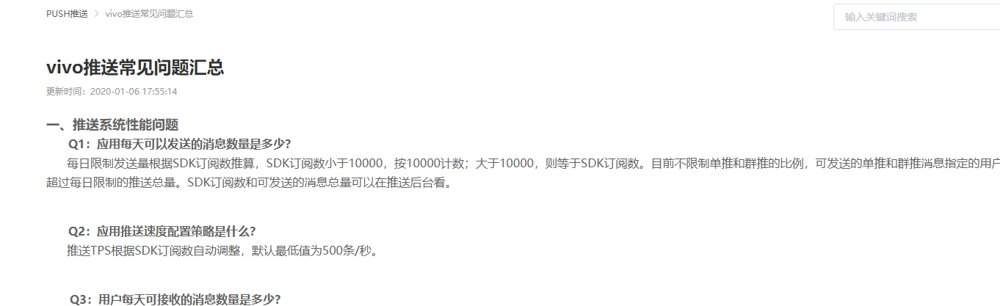 PUSH推送 > vivo推送常见问题汇总
输入关键词搜索
vivo推送常见问题汇总
更新时间：2020-01-06 17:55:14
一、推送系统性能问题
Q1：应用每天可以发送的消息数量是多少?
每日限制发送量根据SDK订阅数推算，SDK订阅数小于10000，按10000计数；大于10000，则等于SDK订阅数。目前不限制单推和群推的比例，可发送的单推和群推消息指定的用户
超过每日限制的推送总量。SDK订阅数和可发送的消息总量可以在推送后台看。
Q2：应用推送速度配置策略是什么?
推送TPS根据SDK订阅数自动调整，默认最低值为500条/秒。
Q3：用户每天可接收的消息数量是多少?